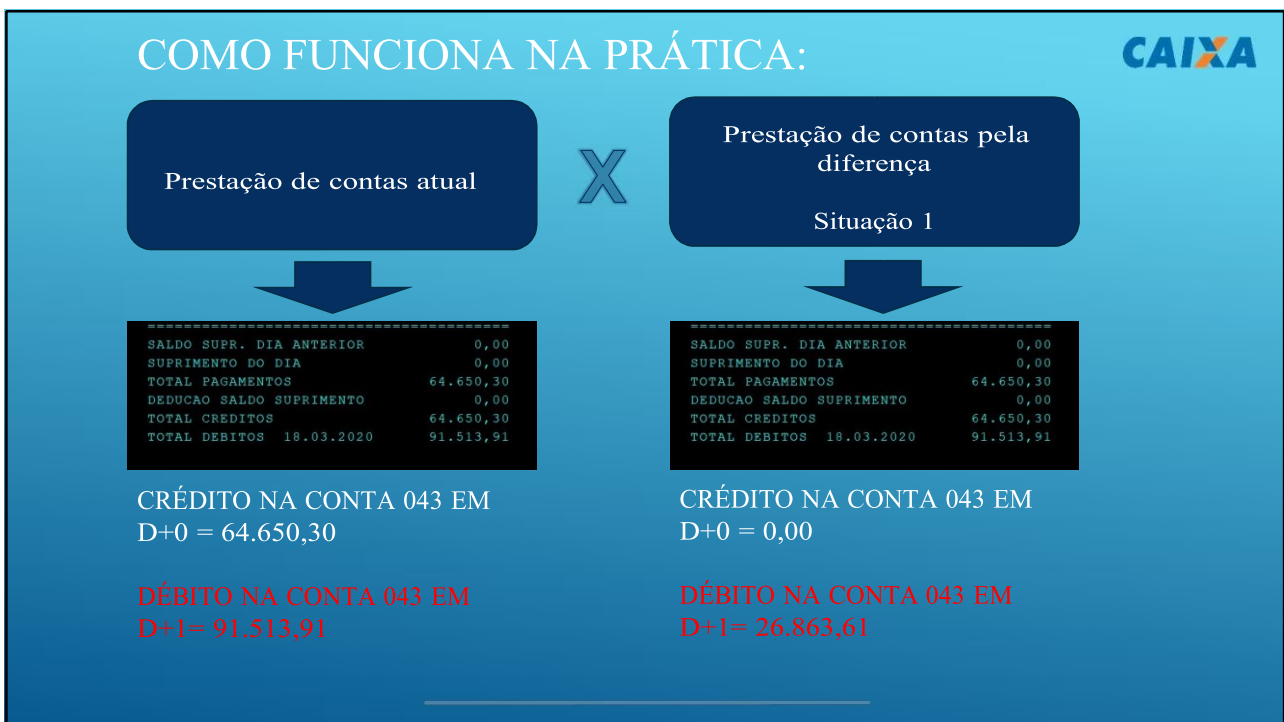 COMO FUNCIONA NA PRÁTICA:
CAIXA
Prestação de contas atual
X
Prestação de contas pela
diferença
Situação 1
========================================
SALDO SUPR. DIA ANTERIOR 0,00
SUPRIMENTO DO DIA 0,00
TOTAL PAGAMENTOS 64.650,30
DEDUCAO SALDO SUPRIMENTO 0,00
TOTAL CREDITOS 64.650,30
TOTAL DEBITOS 18.03.2020 91.513,91
========================================
SALDO SUPR. DIA ANTERIOR 0,00
SUPRIMENTO DO DIA 0,00
TOTAL PAGAMENTOS 64.650,30
DEDUCAO SALDO SUPRIMENTO 0,00
TOTAL CREDITOS 64.650,30
TOTAL DEBITOS 18.03.2020 91.513,91
CRÉDITO NA CONTA 043 EM
D+0 = 64.650,30
DÉBITO NA CONTA 043 EM
D+1= 91.513,91
CRÉDITO NA CONTA 043 EM
D+0 = 0,00
DÉBITO NA CONTA 043 EM
D+1= 26.863,61